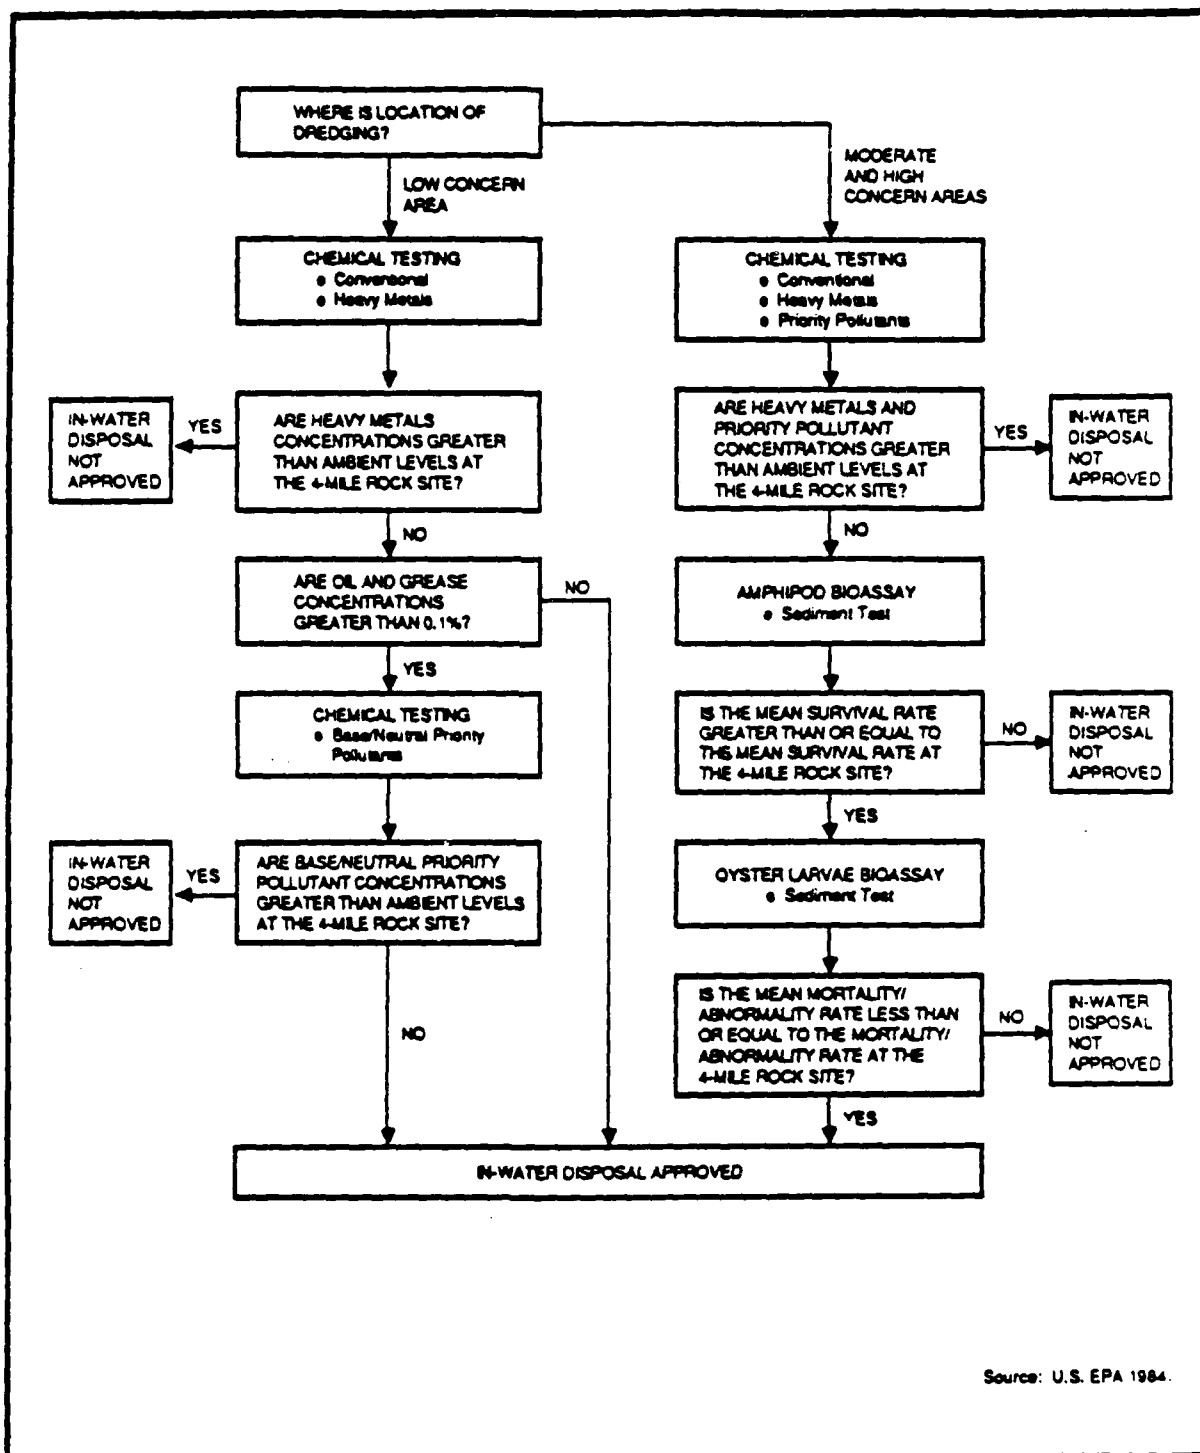 WHERE IS LOCATION OF
DREDGING?
LOW CONCERN
AREA
MODERATE
AND HIGH
CONCERN AREAS
CHEMICAL TESTING
● Conventional
● Heavy Metals
CHEMICAL TESTING
● Conventional
● Heavy Metals
● Priority Pollutants
IN-WATER
DISPOSAL
NOT
APPROVED
YES
ARE HEAVY METALS
CONCENTRATIONS GREATER
THAN AMBIENT LEVELS AT
THE 4-MILE ROCK SITE?
ARE HEAVY METALS AND
PRIORITY POLLUTANT
CONCENTRATIONS GREATER
THAN AMBIENT LEVELS AT
THE 4-MILE ROCK SITE?
YES
IN-WATER
DISPOSAL
NOT
APPROVED
NO
NO
ARE OIL AND GREASE
CONCENTRATIONS
GREATER THAN 0.1%?
NO
AMPHIPOD BIOASSAY
● Sediment Test
YES
CHEMICAL TESTING
● Base/Neutral Priority
Pollutants
IS THE MEAN SURVIVAL RATE
GREATER THAN OR EQUAL TO
THE MEAN SURVIVAL RATE AT
THE 4-MILE ROCK SITE?
NO
IN-WATER
DISPOSAL
NOT
APPROVED
YES
IN-WATER
DISPOSAL
NOT
APPROVED
YES
ARE BASE/NEUTRAL PRIORITY
POLLUTANT CONCENTRATIONS
GREATER THAN AMBIENT LEVELS
AT THE 4-MILE ROCK SITE?
OYSTER LARVAE BIOASSAY
● Sediment Test
NO
IS THE MEAN MORTALITY/
ABNORMALITY RATE LESS THAN
OR EQUAL TO THE MORTALITY/
ABNORMALITY RATE AT THE
4-MILE ROCK SITE?
NO
IN-WATER
DISPOSAL
NOT
APPROVED
YES
IN-WATER DISPOSAL APPROVED
Source: U.S. EPA 1984.